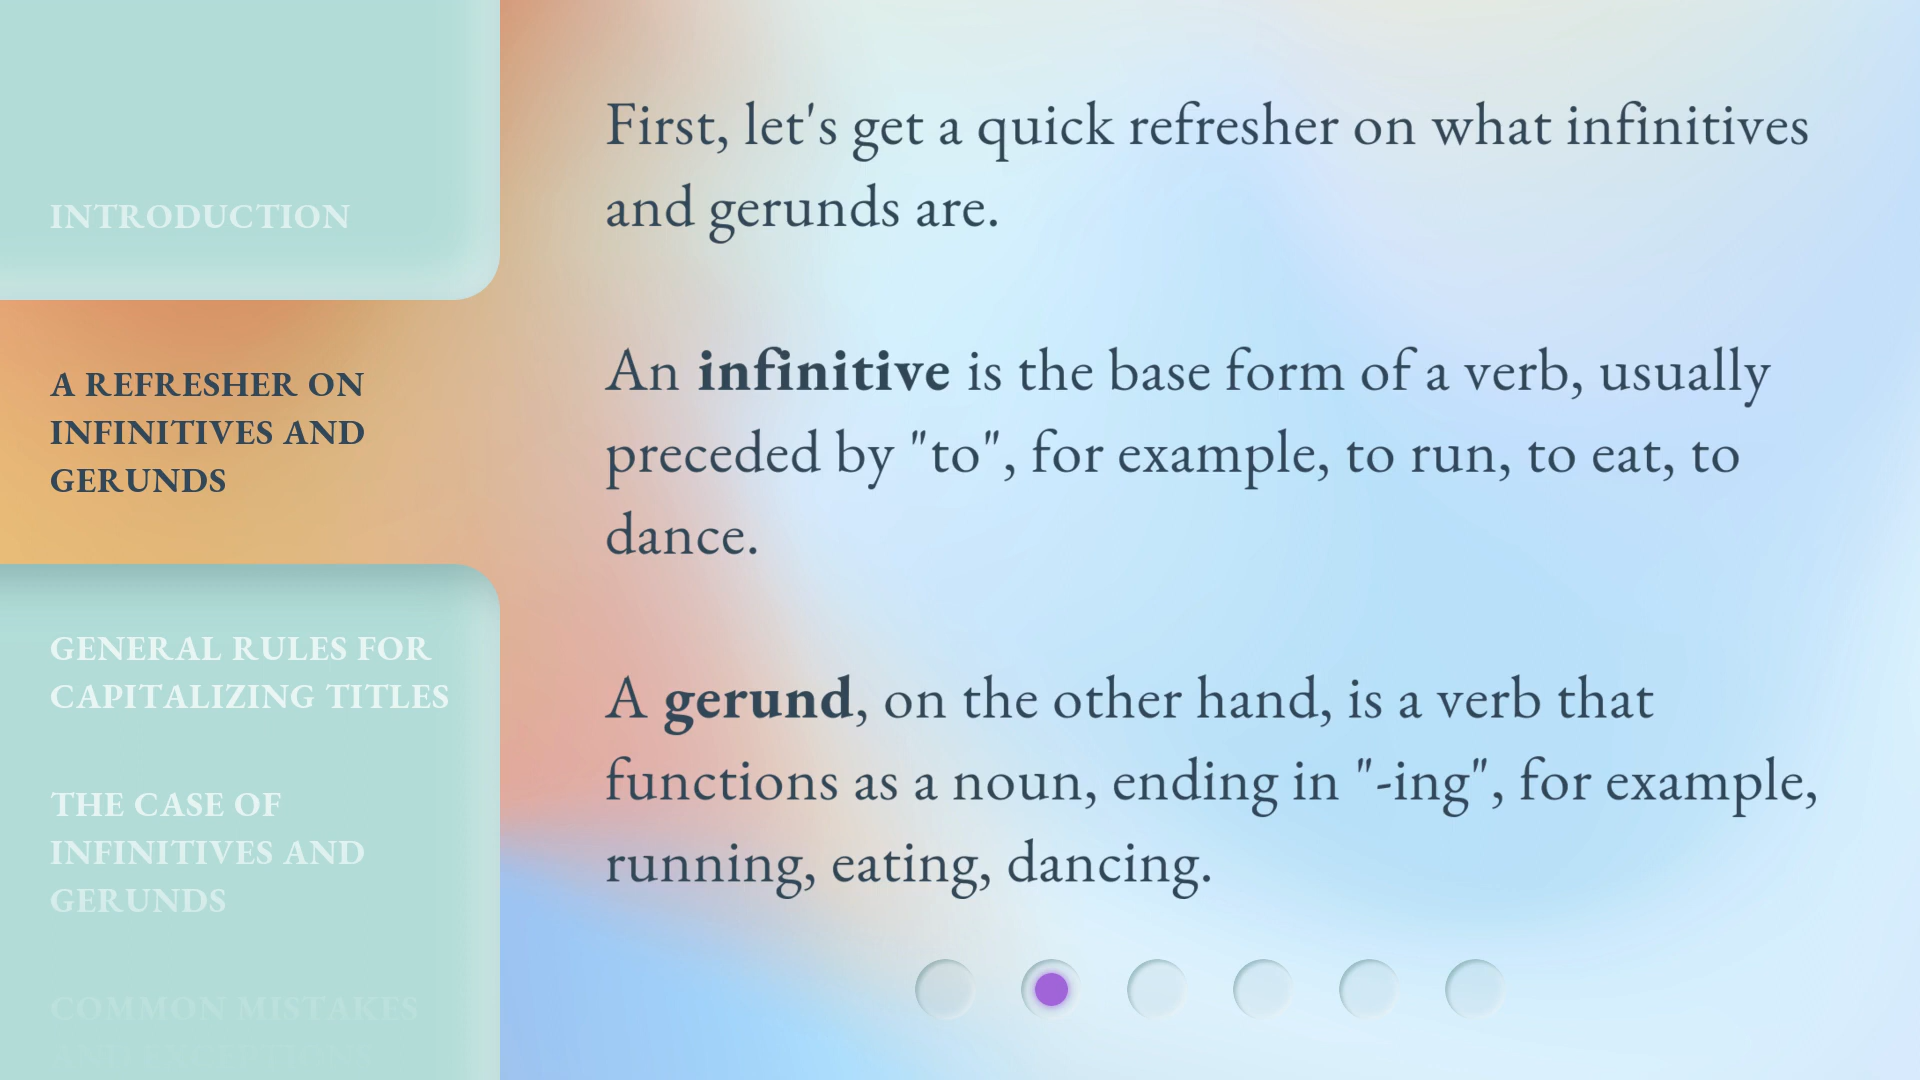 INTRODUCTION
A REFRESHER ON
INFINITIVES AND
GERUNDS
GENERAL RULES FOR
CAPITALIZING TITLES
THE CASE OF
INFINITIVES AND
GERUNDS
COMMON MISTAKES
AND EXCEPTIONS
First, let's get a quick refresher on what infinitives
and gerunds are.
An infinitive is the base form of a verb, usually
preceded by "to", for example, to run, to eat, to
dance.
A gerund, on the other hand, is a verb that
functions as a noun, ending in "-ing", for example,
running, eating, dancing.